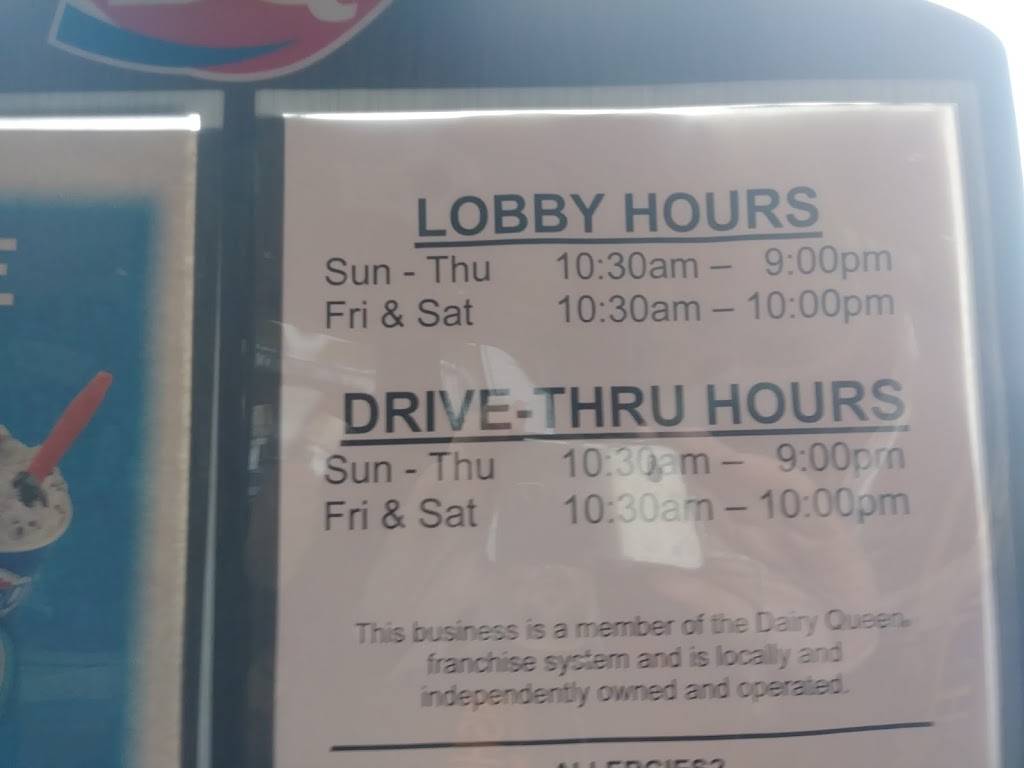 LOBBY HOURS
Sun - Thu 10:30am – 9:00pm
Fri & Sat 10:30am – 10:00pm
DRIVE-THRU HOURS
Sun - Thu 10:30am – 9:00pm
Fri & Sat 10:30am – 10:00pm
This business is a member of the Dairy Queen®
franchise system and is locally and
independently owned and operated.
ALLERGIES?